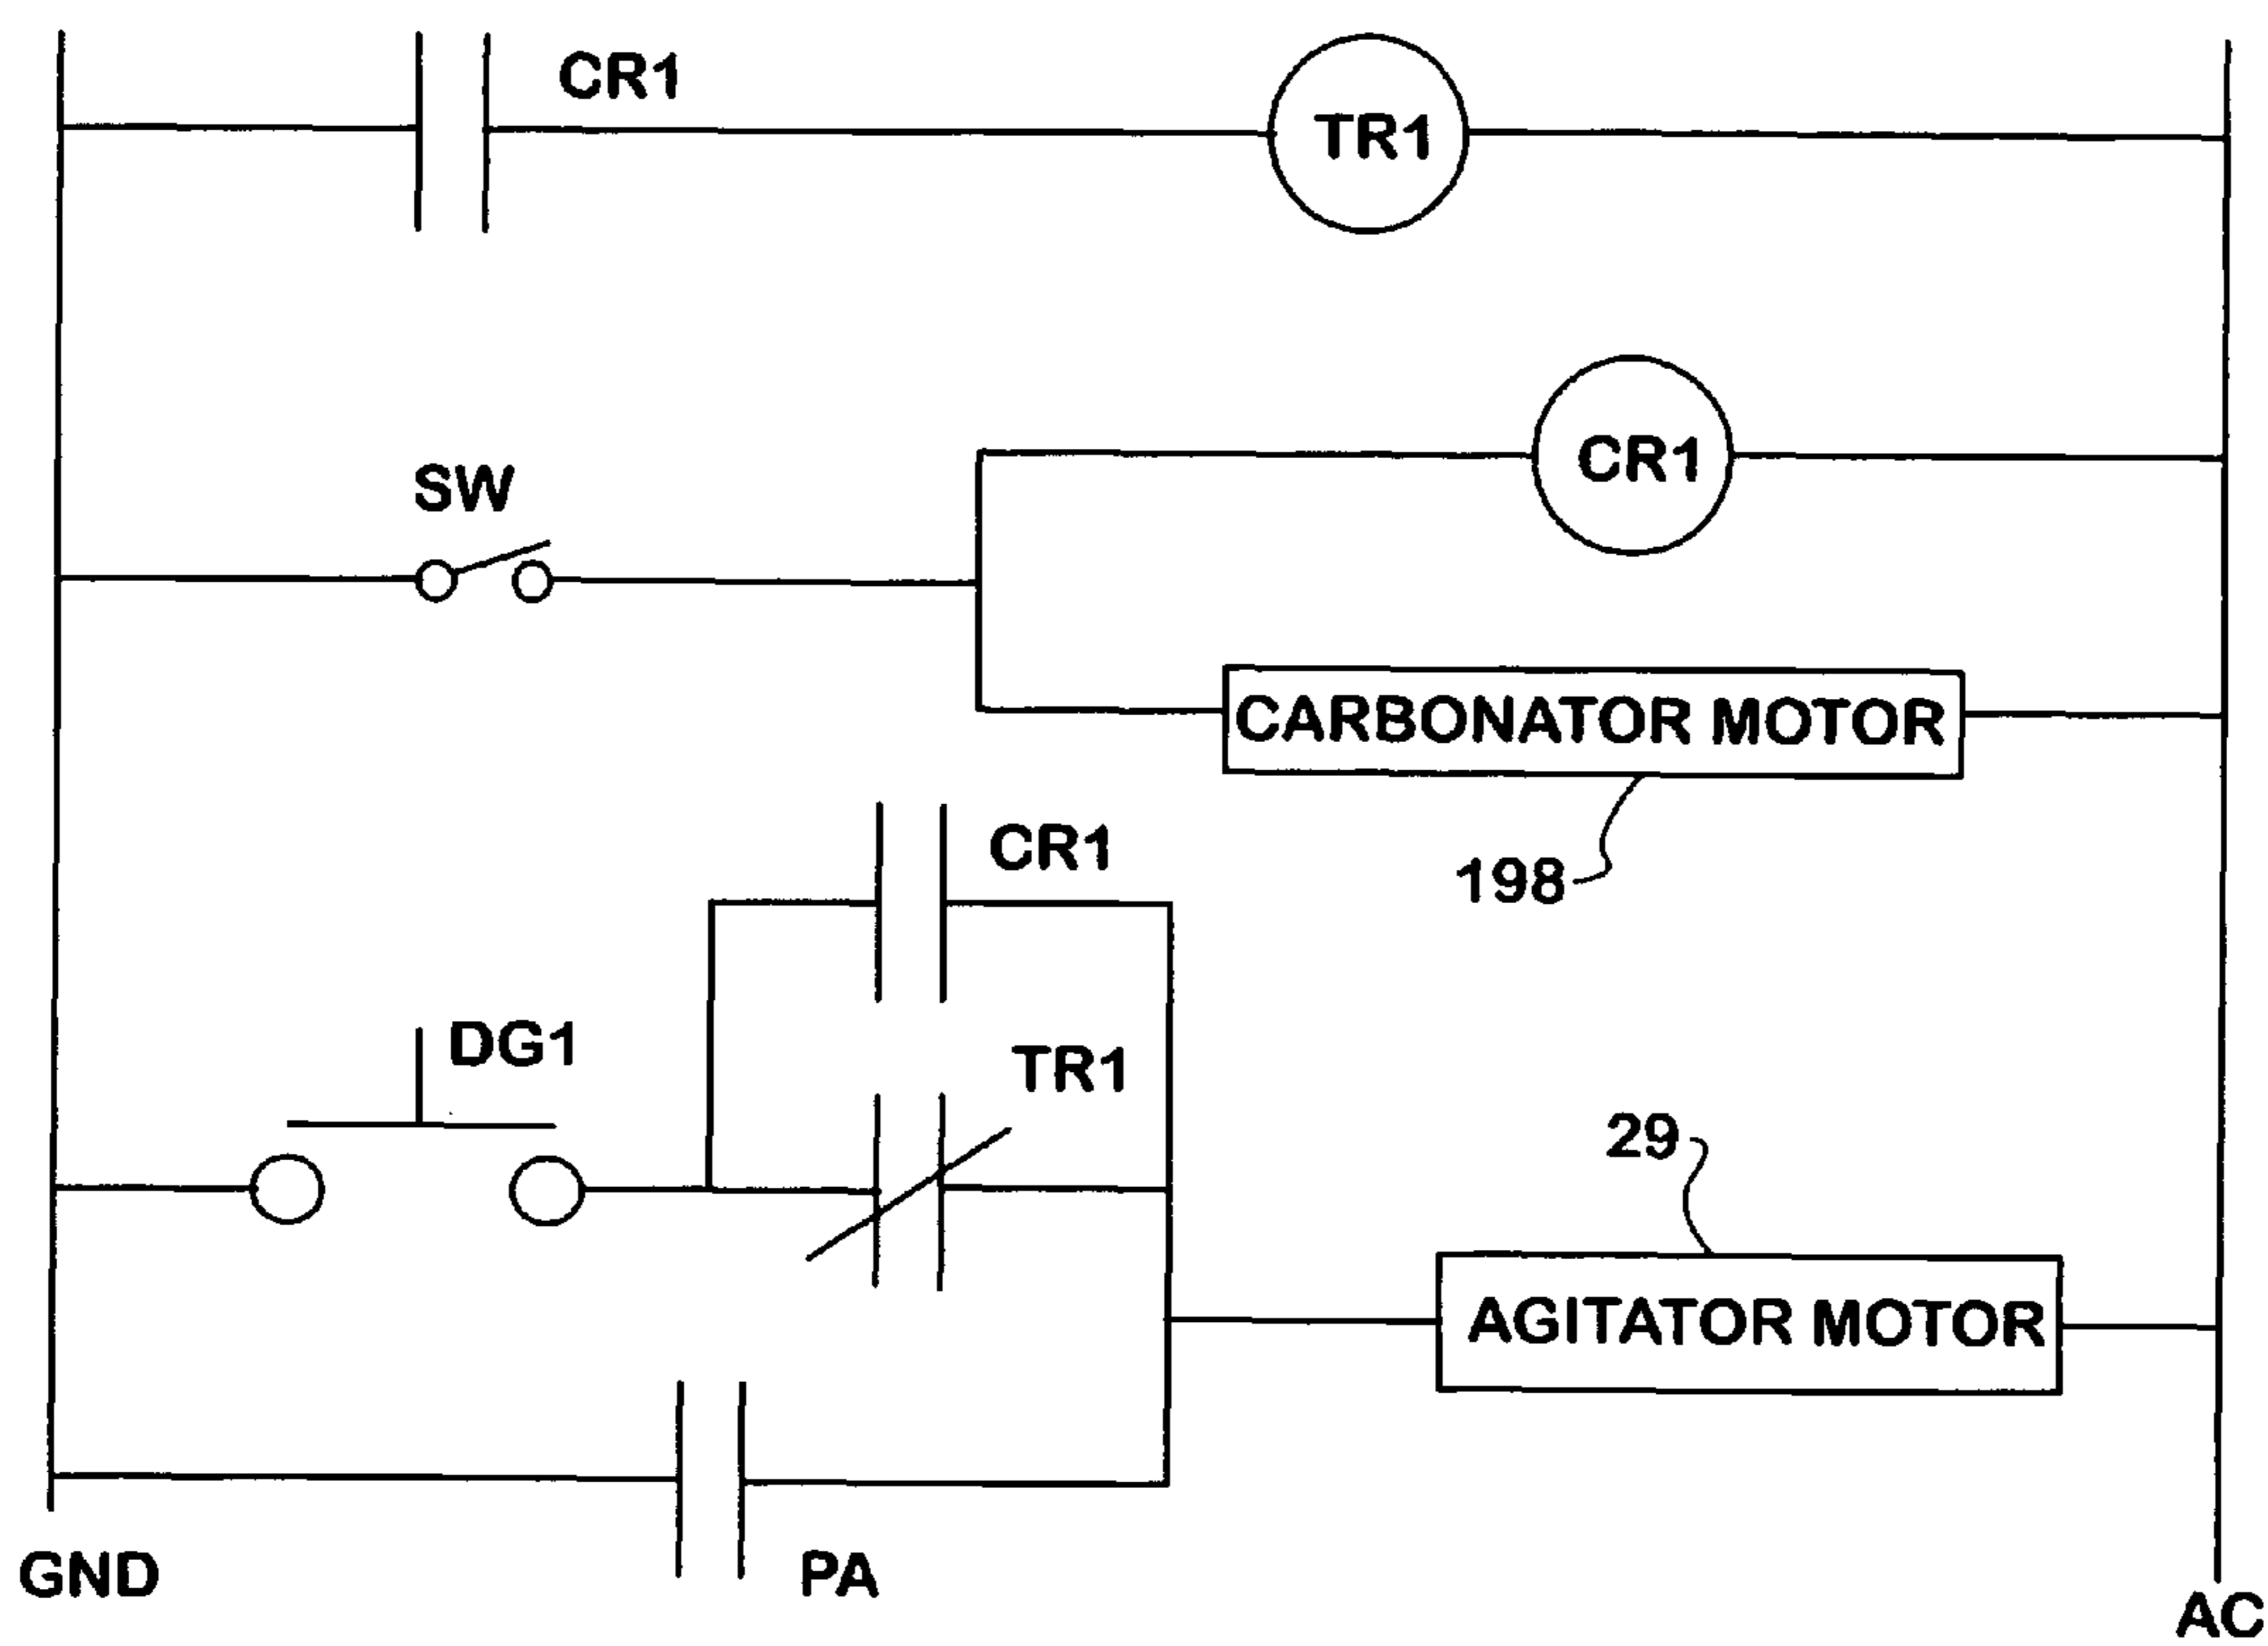 CR1
TR1
SW
CR1
CARBONATOR MOTOR
198
CR1
DG1
TR1
29
AGITATOR MOTOR
PA
GND
AC